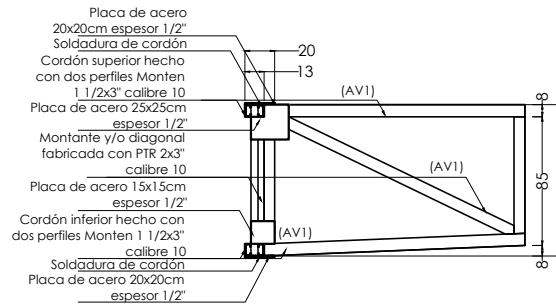 Placa de acero
20x20cm espesor 1/2"
Soldadura de cordón
Cordón superior hecho
con dos perfiles Monten
1 1/2x3" calibre 10
Placa de acero 25x25cm
espesor 1/2"
Montante y/o diagonal
fabricada con PTR 2x3"
calibre 10
Placa de acero 15x15cm
espesor 1/2"
Cordón inferior hecho con
dos perfiles Monten 1 1/2x3"
calibre 10
Soldadura de cordón
Placa de acero 20x20cm
espesor 1/2"
20
13
(AV1)
(AV1)
(AV1)
8
85
8